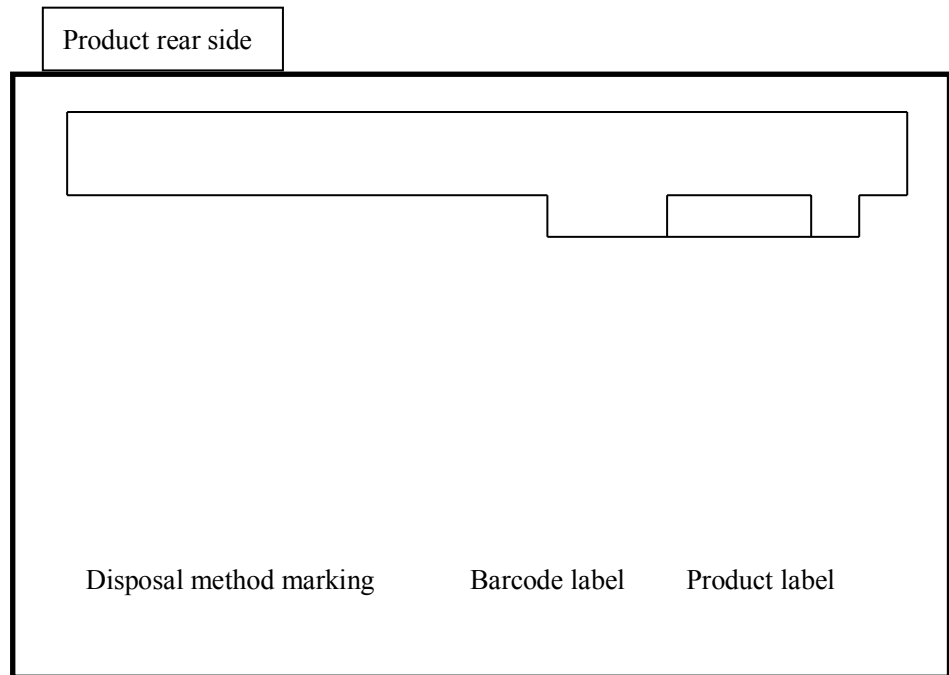 Product rear side
Disposal method marking Barcode label Product label